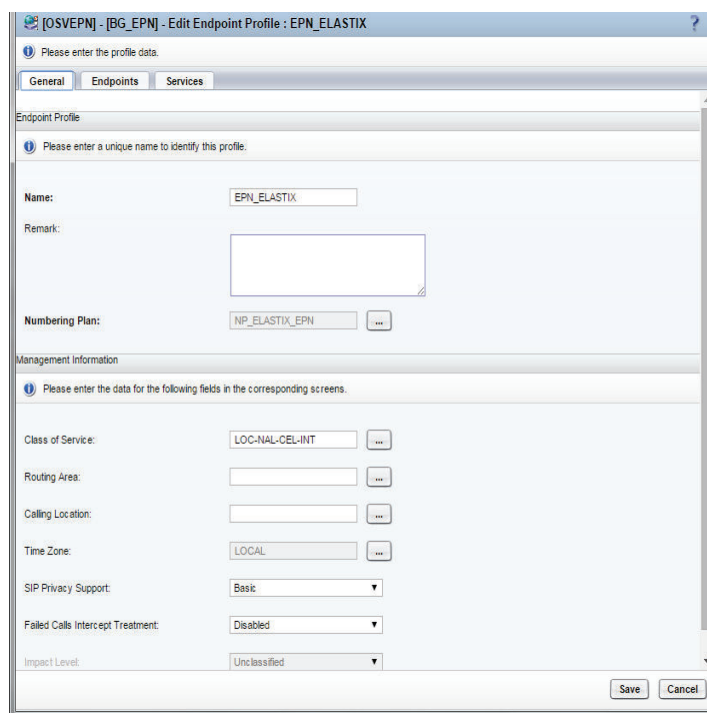 [OSVEPN] - [BG_EPN] - Edit Endpoint Profile : EPN_ELASTIX
?
Please enter the profile data.
General Endpoints Services
Endpoint Profile
Please enter a unique name to identify this profile.
Name: EPN_ELASTIX
Remark:
Numbering Plan: NP_ELASTIX_EPN ...
Management Information
Please enter the data for the following fields in the corresponding screens.
Class of Service: LOC-NAL-CEL-INT ...
Routing Area: ...
Calling Location: ...
Time Zone: LOCAL ...
SIP Privacy Support: Basic
Failed Calls Intercept Treatment: Disabled
Impact Level: Unclassified
Save Cancel